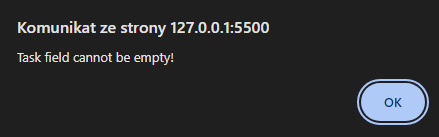 Komunikat ze strony 127.0.0.1:5500
Task field cannot be empty!
OK